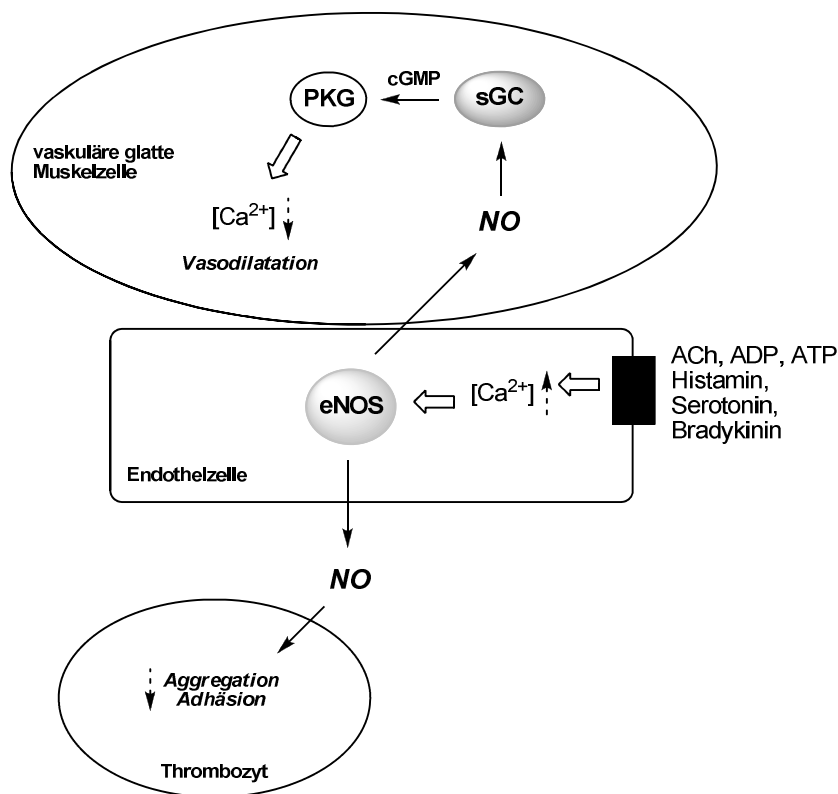 cGMP
PKG
sGC
vaskuläre glatte
Muskelzelle
[Ca²⁺]
NO
Vasodilatation
ACh, ADP, ATP
Histamin,
Serotonin,
Bradykinin
eNOS
[Ca²⁺]
Endothelzelle
NO
Aggregation
Adhäsion
Thrombozyt